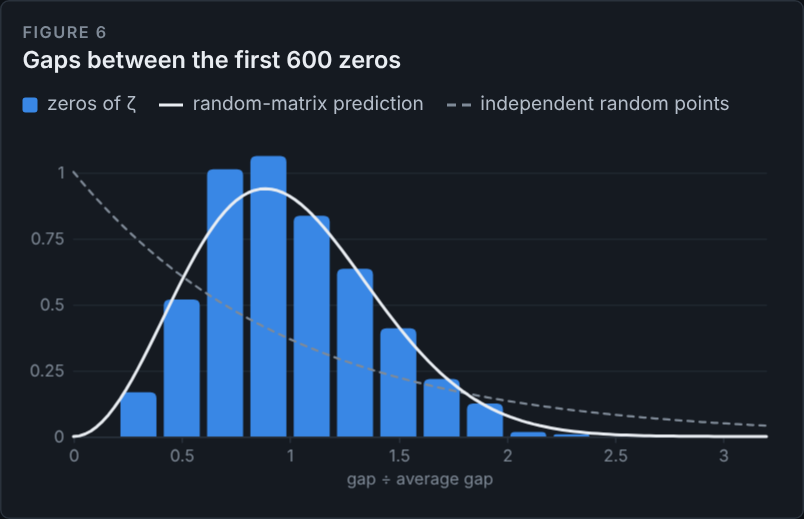 FIGURE 6
Gaps between the first 600 zeros
zeros of ζ random-matrix prediction independent random points
1
0.75
0.5
0.25
0
0 0.5 1 1.5 2 2.5 3
gap ÷ average gap